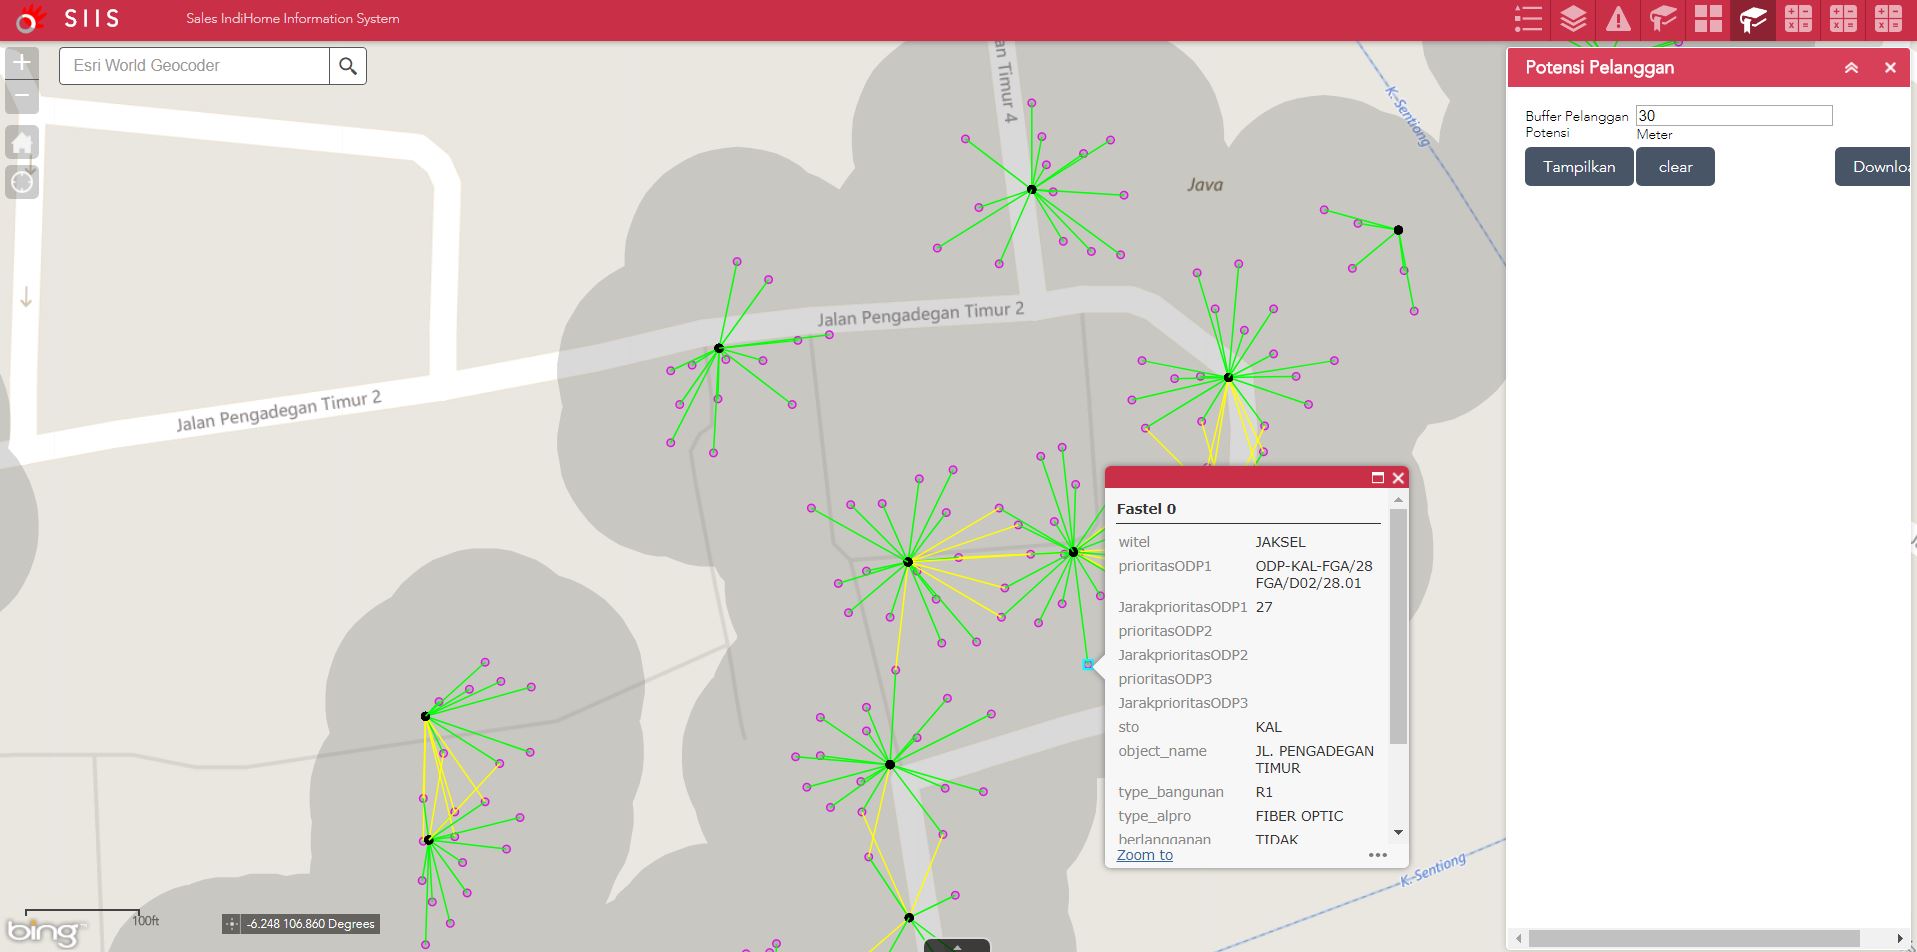 SIIS
Sales IndiHome Information System
Esri World Geocoder
Potensi Pelanggan
Buffer Pelanggan
Potensi
30
Meter
Tampilkan
clear
Downloa
an Timur 4
K. Sentiong
Java
Jalan Pengadegan Timur 2
Jalan Pengadegan Timur 2
Fastel 0
witel JAKSEL
prioritasODP1 ODP-KAL-FGA/28
FGA/D02/28.01
JarakprioritasODP1 27
prioritasODP2
JarakprioritasODP2
prioritasODP3
JarakprioritasODP3
sto KAL
object_name JL. PENGADEGAN
TIMUR
type_bangunan R1
type_alpro FIBER OPTIC
berlangganan TIDAK
Zoom to
K. Sentiong
100ft
bing
-6.248 106.860 Degrees